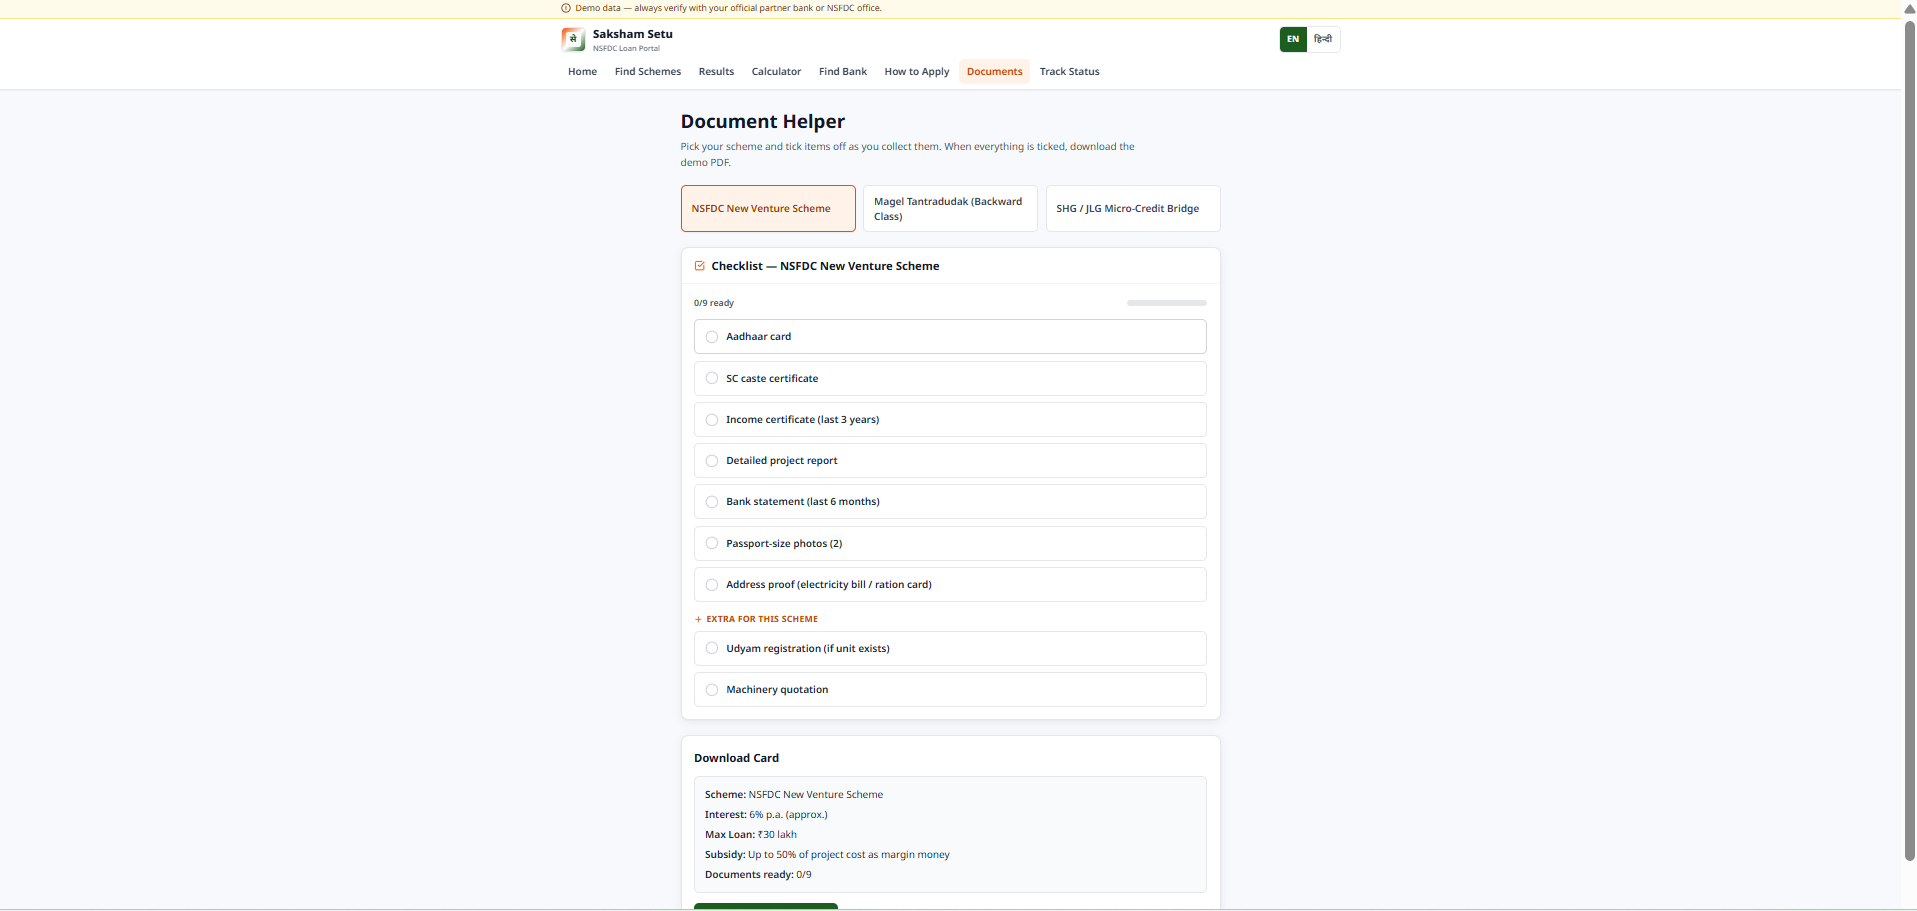 Demo data — always verify with your official partner bank or NSFDC office.
से
Saksham Setu
NSFDC Loan Portal
EN
हिन्दी
Home Find Schemes Results Calculator Find Bank How to Apply Documents Track Status
Document Helper
Pick your scheme and tick items off as you collect them. When everything is ticked, download the
demo PDF.
NSFDC New Venture Scheme
Magel Tantradudak (Backward
Class)
SHG / JLG Micro-Credit Bridge
Checklist — NSFDC New Venture Scheme
0/9 ready
Aadhaar card
SC caste certificate
Income certificate (last 3 years)
Detailed project report
Bank statement (last 6 months)
Passport-size photos (2)
Address proof (electricity bill / ration card)
+ EXTRA FOR THIS SCHEME
Udyam registration (if unit exists)
Machinery quotation
Download Card
Scheme: NSFDC New Venture Scheme
Interest: 6% p.a. (approx.)
Max Loan: ₹30 lakh
Subsidy: Up to 50% of project cost as margin money
Documents ready: 0/9